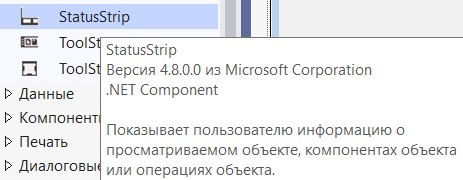 StatusStrip
ToolSt
ToolSt
Данные
Компоненты
Печать
Диалоговые
StatusStrip
Версия 4.8.0.0 из Microsoft Corporation
.NET Component
Показывает пользователю информацию о
просматриваемом объекте, компонентах объекта
или операциях объекта.